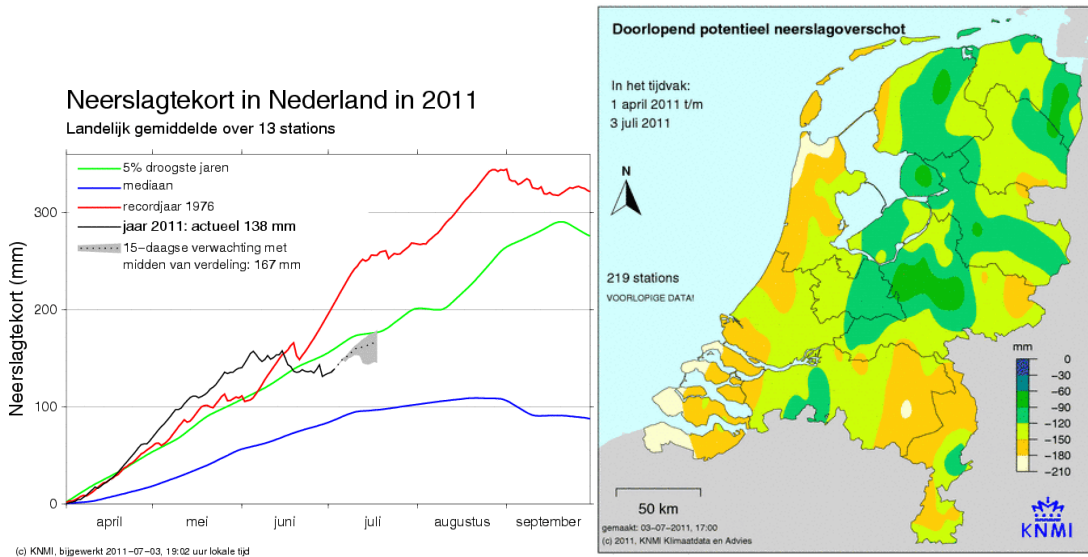 Neerslagtekort in Nederland in 2011
Landelijk gemiddelde over 13 stations
5% droogste jaren
mediaan
recordjaar 1976
jaar 2011: actueel 138 mm
15-daagse verwachting met
midden van verdeling: 167 mm
Neerslagtekort (mm)
300
200
100
0
april mei juni juli augustus september
(c) KNMI, bijgewerkt 2011-07-03, 19:02 uur lokale tijd
Doorlopend potentieel neerslagoverschot
In het tijdvak:
1 april 2011 t/m
3 juli 2011
N
219 stations
VOORLOPIGE DATA!
mm
0
-30
-60
-90
-120
-150
-180
-210
50 km
gemaakt: 03-07-2011, 17:00
(c) 2011, KNMI Klimaatdata en Advies
KNMI